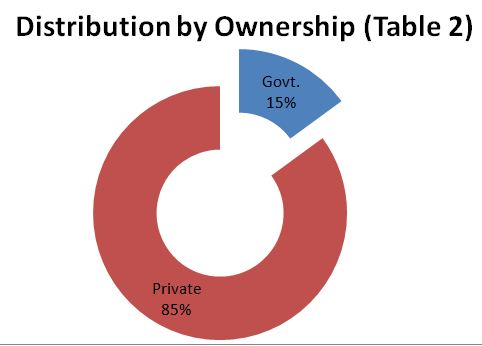 Distribution by Ownership (Table 2)
Govt.
15%
Private
85%